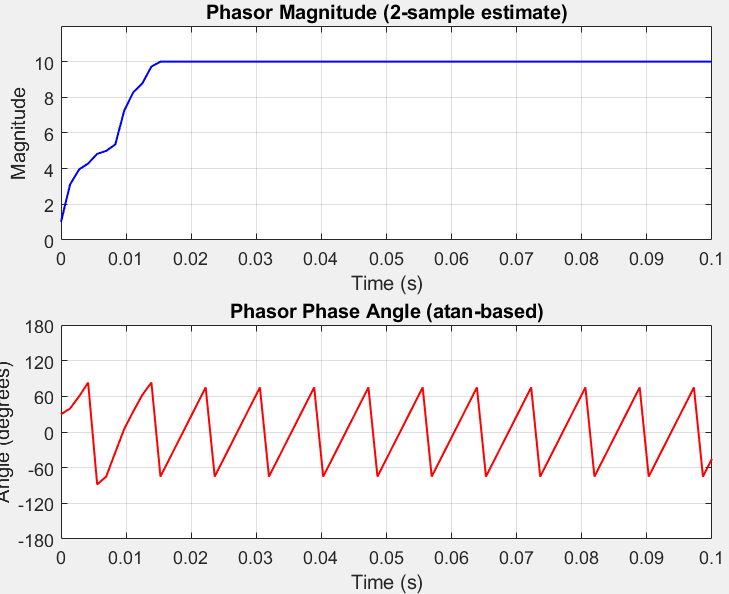 Phasor Magnitude (2-sample estimate)
10
8
6
4
2
0
Magnitude
0 0.01 0.02 0.03 0.04 0.05 0.06 0.07 0.08 0.09 0.1
Time (s)
Phasor Phase Angle (atan-based)
180
120
60
0
-60
-120
-180
Angle (degrees)
0 0.01 0.02 0.03 0.04 0.05 0.06 0.07 0.08 0.09 0.1
Time (s)